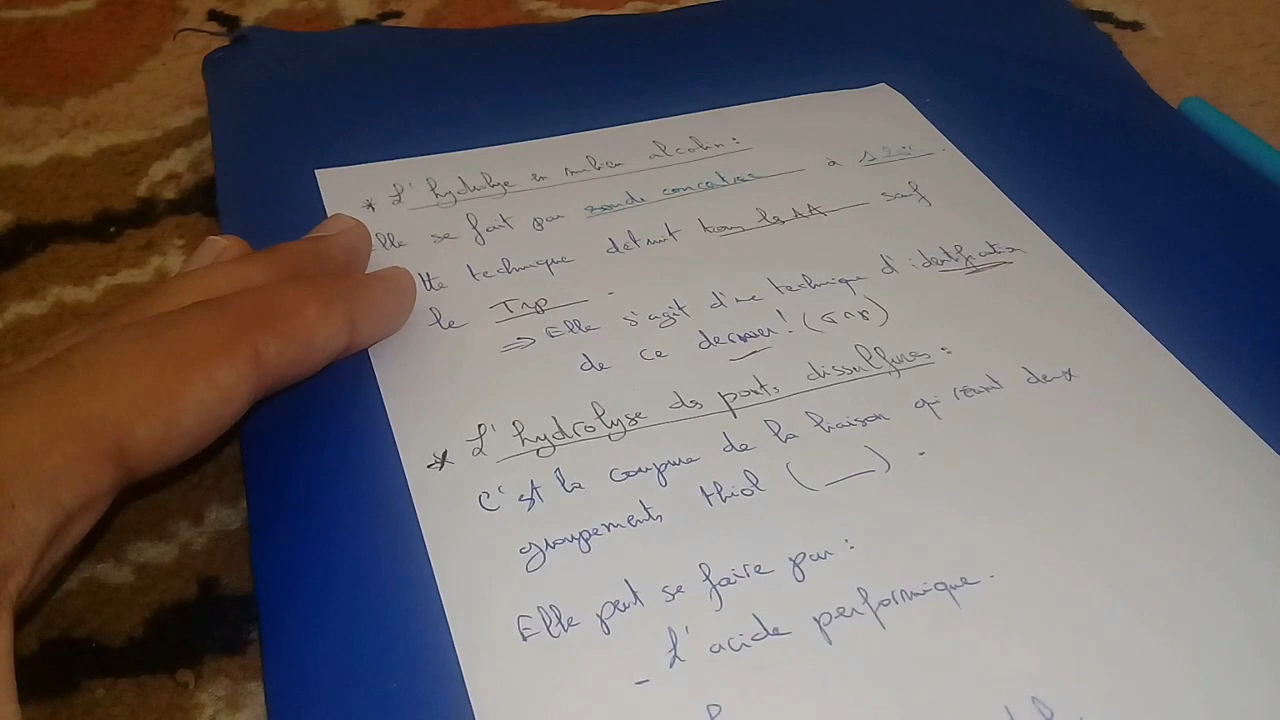 * L'hydrolyse en milieu alcalin :
Elle se fait par soude concentrée à
tte technique détruit tous les AA sauf
le Trp.
⇒ Elle s'agit d'une technique d'identification
de ce dernier !
* L'hydrolyse des ponts dissulfures :
C'est la coupure de la liaison qui réunit deux
groupements thiol (__).
Elle peut se faire par :
- L'acide performique.